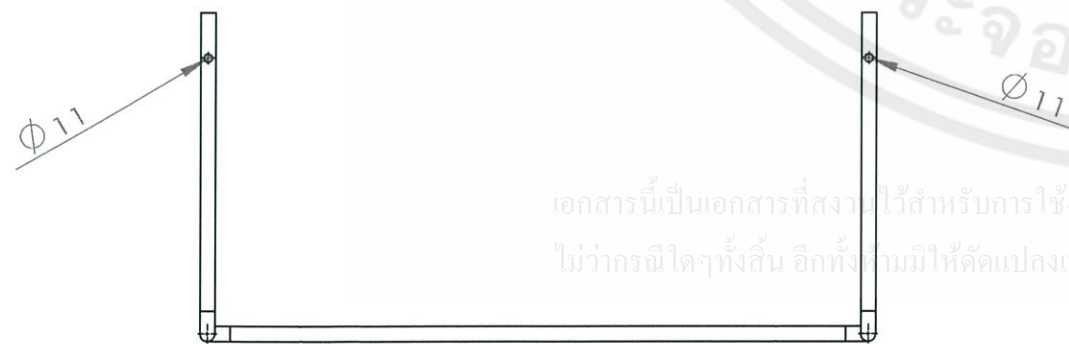 Ø 11
Ø 11
เอกสารนี้เป็นเอกสารที่สงวนไว้สำหรับการใช้
ไม่ว่ากรณีใดๆทั้งสิ้น อีกทั้งห้ามมิให้ดัดแปลง